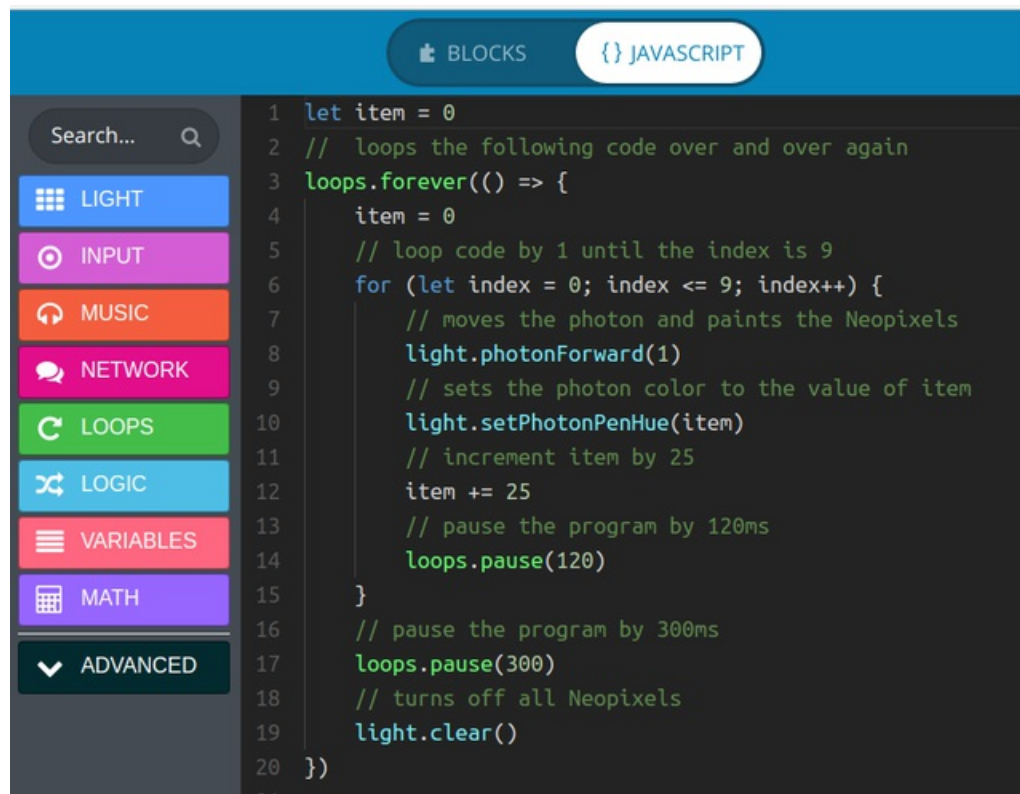 BLOCKS
{} JAVASCRIPT
Search...
LIGHT
INPUT
MUSIC
NETWORK
LOOPS
LOGIC
VARIABLES
MATH
ADVANCED
1 let item = 0
2 //  loops the following code over and over again
3 loops.forever(() => {
4     item = 0
5     // loop code by 1 until the index is 9
6     for (let index = 0; index <= 9; index++) {
7         // moves the photon and paints the Neopixels
8         light.photonForward(1)
9         // sets the photon color to the value of item
10         light.setPhotonPenHue(item)
11         // increment item by 25
12         item += 25
13         // pause the program by 120ms
14         loops.pause(120)
15     }
16     // pause the program by 300ms
17     loops.pause(300)
18     // turns off all Neopixels
19     light.clear()
20 })